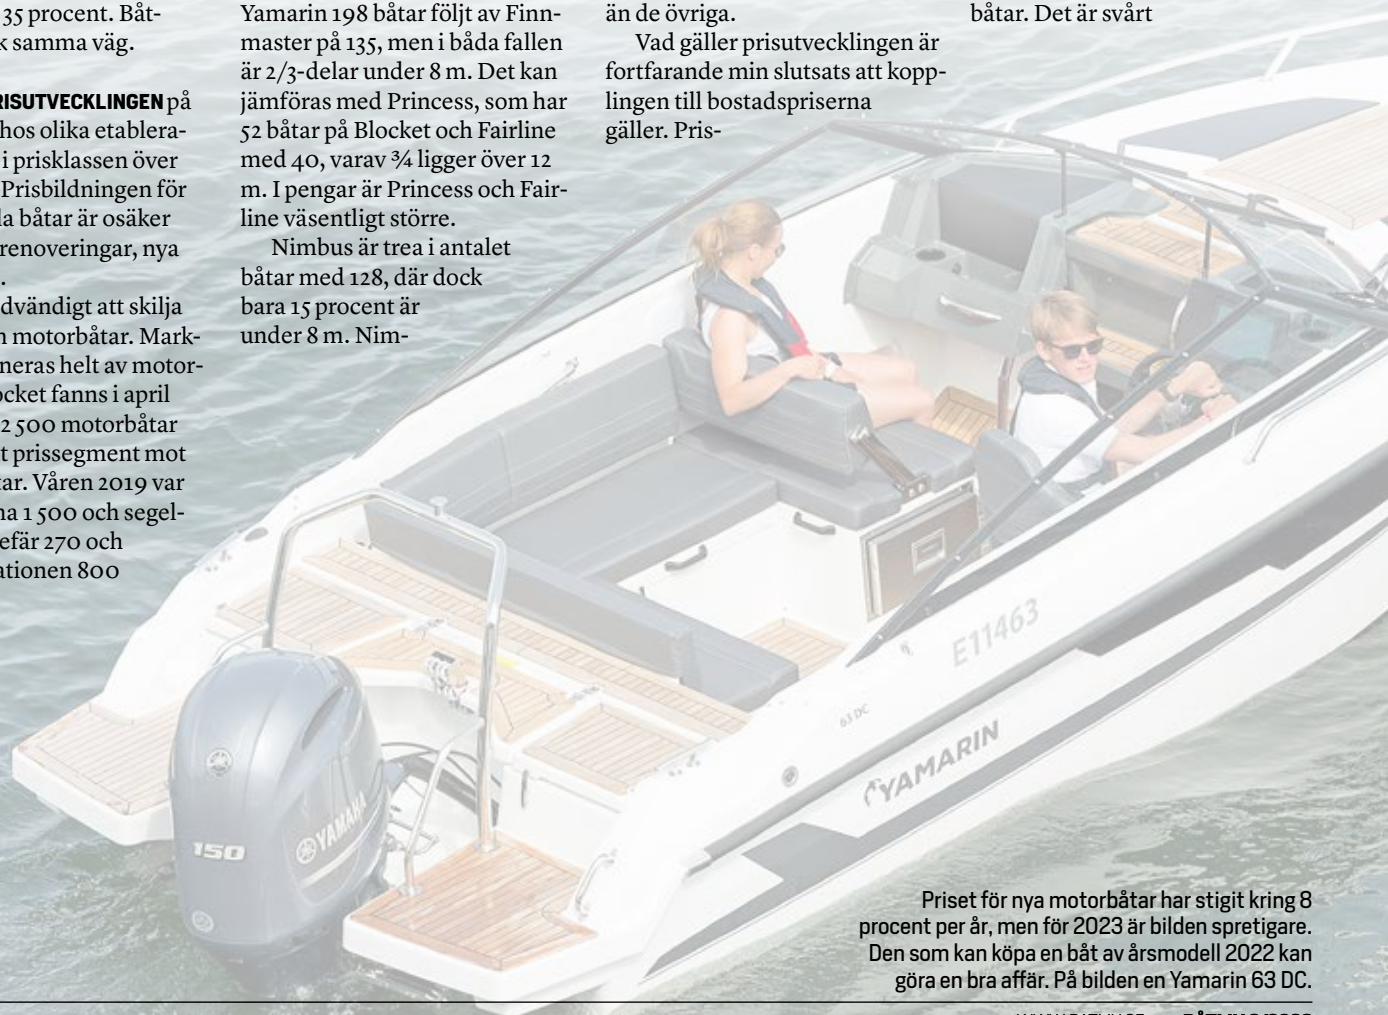 35 procent. Båt-
samma väg.
RISUTVECKLINGEN på
hos olika etablera-
i prisklassen över
Prisbildningen för
la båtar är osäker
renoveringar, nya
dvändigt att skilja
motorbåtar. Mark-
neras helt av motor-
ocket fanns i april
2 500 motorbåtar
t prissegment mot
tar. Våren 2019 var
na 1 500 och segel-
efär 270 och
ationen 800
Yamarin 198 båtar följt av Finn-
master på 135, men i båda fallen
är 2/3-delar under 8 m. Det kan
jämföras med Princess, som har
52 båtar på Blocket och Fairline
med 40, varav ¾ ligger över 12
m. I pengar är Princess och Fair-
line väsentligt större.
Nimbus är trea i antalet
båtar med 128, där dock
bara 15 procent är
under 8 m. Nim-
än de övriga.
Vad gäller prisutvecklingen är
fortfarande min slutsats att kopp-
lingen till bostadspriserna
gäller. Pris-
båtar. Det är svårt
E11463
63 DC
YAMARIN
YAMAHA
150
Priset för nya motorbåtar har stigit kring 8
procent per år, men för 2023 är bilden spretigare.
Den som kan köpa en båt av årsmodell 2022 kan
göra en bra affär. På bilden en Yamarin 63 DC.